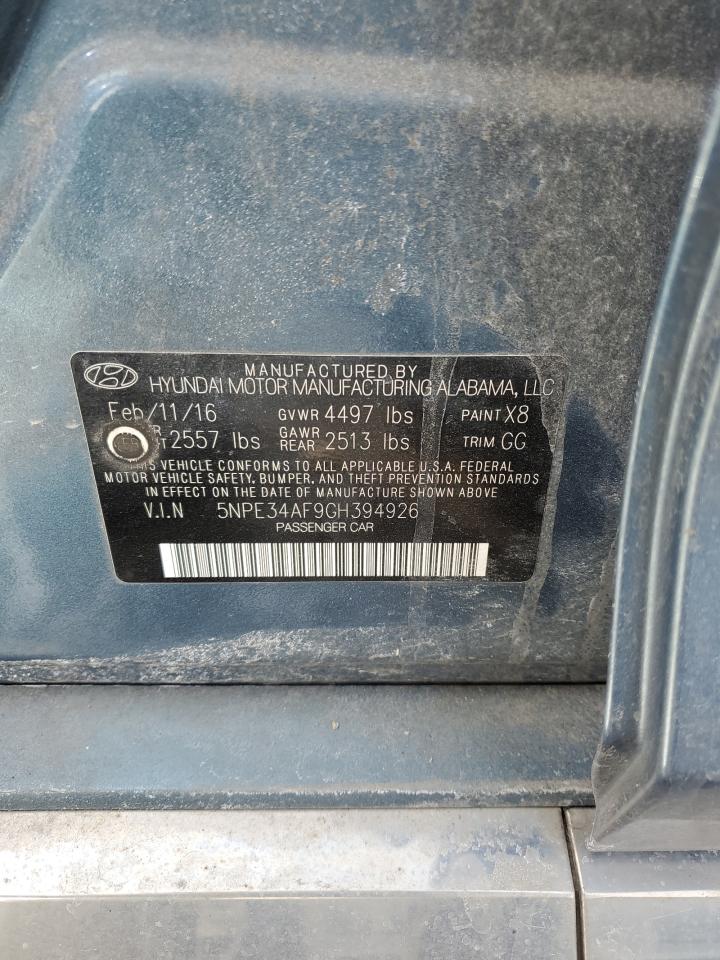 MANUFACTURED BY
HYUNDAI MOTOR MANUFACTURING ALABAMA, LLC
Feb/11/16 GVWR 4497 lbs PAINT X8
2557 lbs GAWR REAR 2513 lbs TRIM GG
THIS VEHICLE CONFORMS TO ALL APPLICABLE U.S.A. FEDERAL
MOTOR VEHICLE SAFETY, BUMPER, AND THEFT PREVENTION STANDARDS
IN EFFECT ON THE DATE OF MANUFACTURE SHOWN ABOVE
V.I.N 5NPE34AF9GH394926
PASSENGER CAR